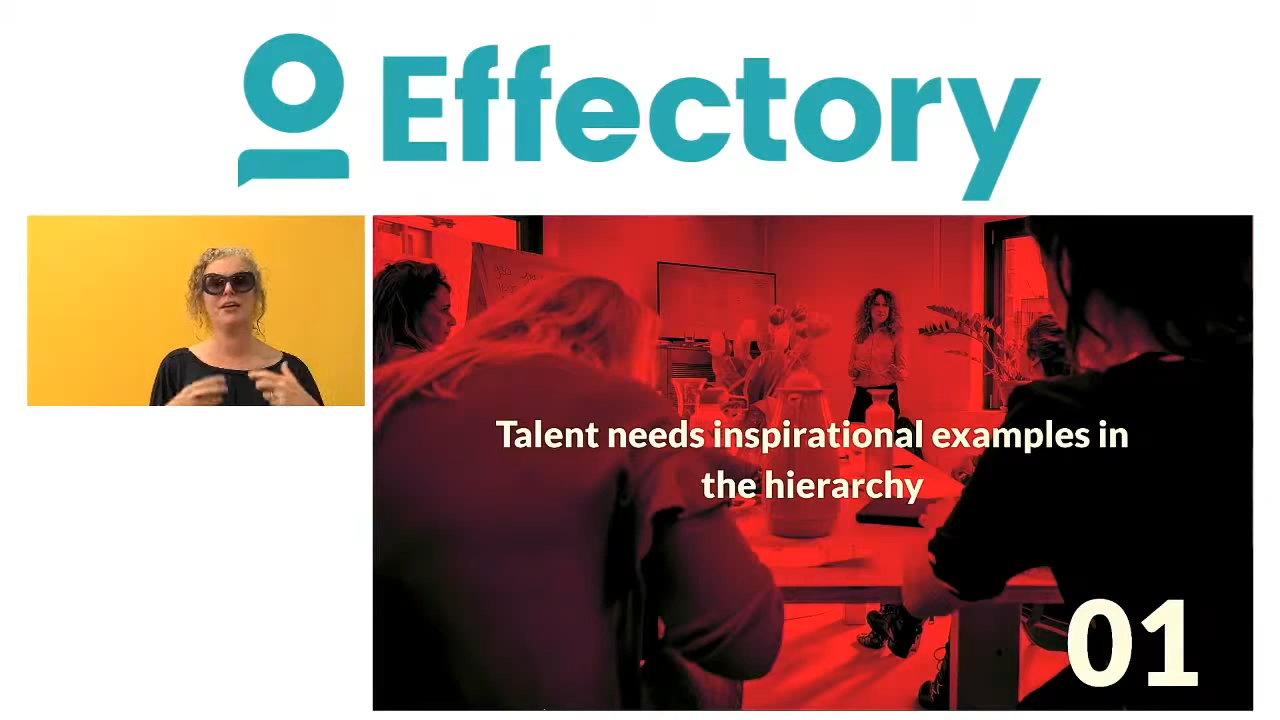 Effectory
Talent needs inspirational examples in
the hierarchy
01